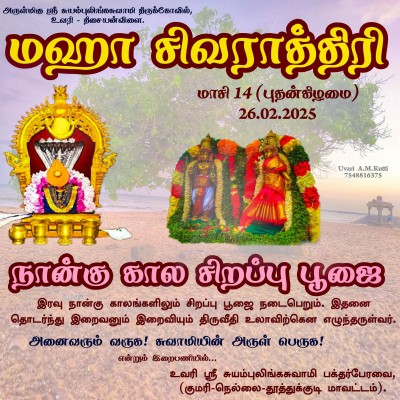 அருள்மிகு ஸ்ரீ சுயம்புலிங்கசுவாமி திருக்கோவில்,
உவரி - நிசையன்விளை.
மஹா சிவராத்திரி
மாசி 14 (புதன்கிழமை)
26.02.2025
Uvari A.M.Kutti
7548816375
நான்கு கால சிறப்பு பூஜை
இரவு நான்கு காலங்களிலும் சிறப்பு பூஜை நடைபெறும். இதனை
தொடர்ந்து இறைவனும் இறைவியும் திருவீதி உலாவிற்கென எழுந்தருள்வர்.
அனைவரும் வருக! சுவாமியின் அருள் பெருக!
என்றும் இறைபணியில்...
உவரி ஸ்ரீ சுயம்புலிங்கசுவாமி பக்தர்பேரவை,
(குமரி-நெல்லை-தூத்துக்குடி மாவட்டம்).